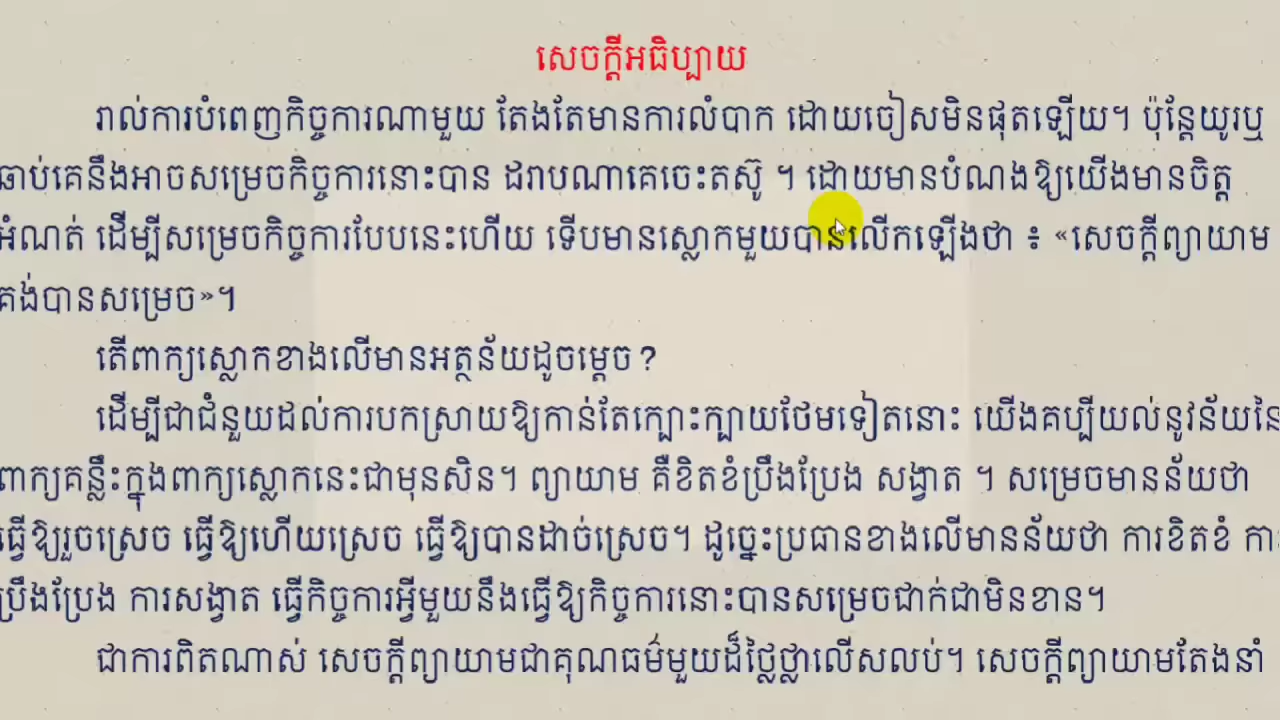 សេចក្ដីអធិប្បាយ
រាល់ការបំពេញកិច្ចការណាមួយ តែងតែមានការលំបាក ដោយចៀសមិនផុតឡើយ។ ប៉ុន្តែយូរឬ
ឆាប់គេនឹងអាចសម្រេចកិច្ចការនោះបាន ដរាបណាគេចេះតស៊ូ ។ ដោយមានបំណងឱ្យយើងមានចិត្ត
អំណត់ ដើម្បីសម្រេចកិច្ចការបែបនេះហើយ ទើបមានស្លោកមួយបានលើកឡើងថា ៖ «សេចក្ដីព្យាយាម
គង់បានសម្រេច»។
តើពាក្យស្លោកខាងលើមានអត្ថន័យដូចម្ដេច ?
ដើម្បីជាជំនួយដល់ការបកស្រាយឱ្យកាន់តែក្បោះក្បាយថែមទៀតនោះ យើងគប្បីយល់នូវន័យនៃ
ពាក្យគន្លឹះក្នុងពាក្យស្លោកនេះជាមុនសិន។ ព្យាយាម គឺខិតខំប្រឹងប្រែង សង្វាត ។ សម្រេចមានន័យថា
ធ្វើឱ្យរួចស្រេច ធ្វើឱ្យហើយស្រេច ធ្វើឱ្យបានដាច់ស្រេច។ ដូច្នេះប្រធានខាងលើមានន័យថា ការខិតខំ ការ
ប្រឹងប្រែង ការសង្វាត ធ្វើកិច្ចការអ្វីមួយនឹងធ្វើឱ្យកិច្ចការនោះបានសម្រេចជាក់ជាមិនខាន។
ជាការពិតណាស់ សេចក្ដីព្យាយាមជាគុណធម៌មួយដ៏ថ្លៃថ្លាលើសលប់។ សេចក្ដីព្យាយាមតែងនាំ